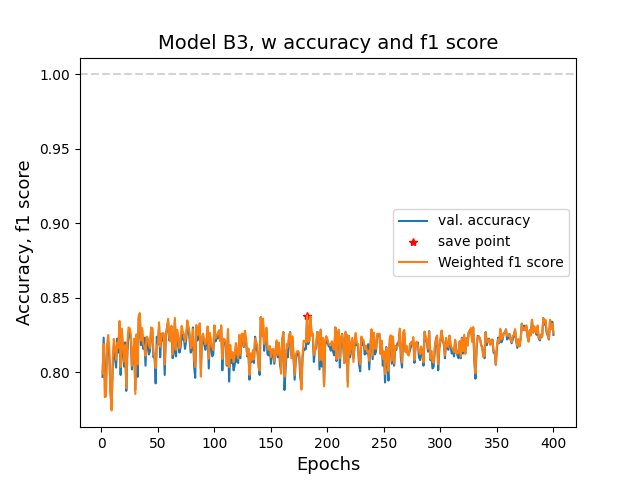 Model B3, w accuracy and f1 score
Accuracy, f1 score
1.00
0.95
0.90
0.85
0.80
val. accuracy
save point
Weighted f1 score
0 50 100 150 200 250 300 350 400
Epochs